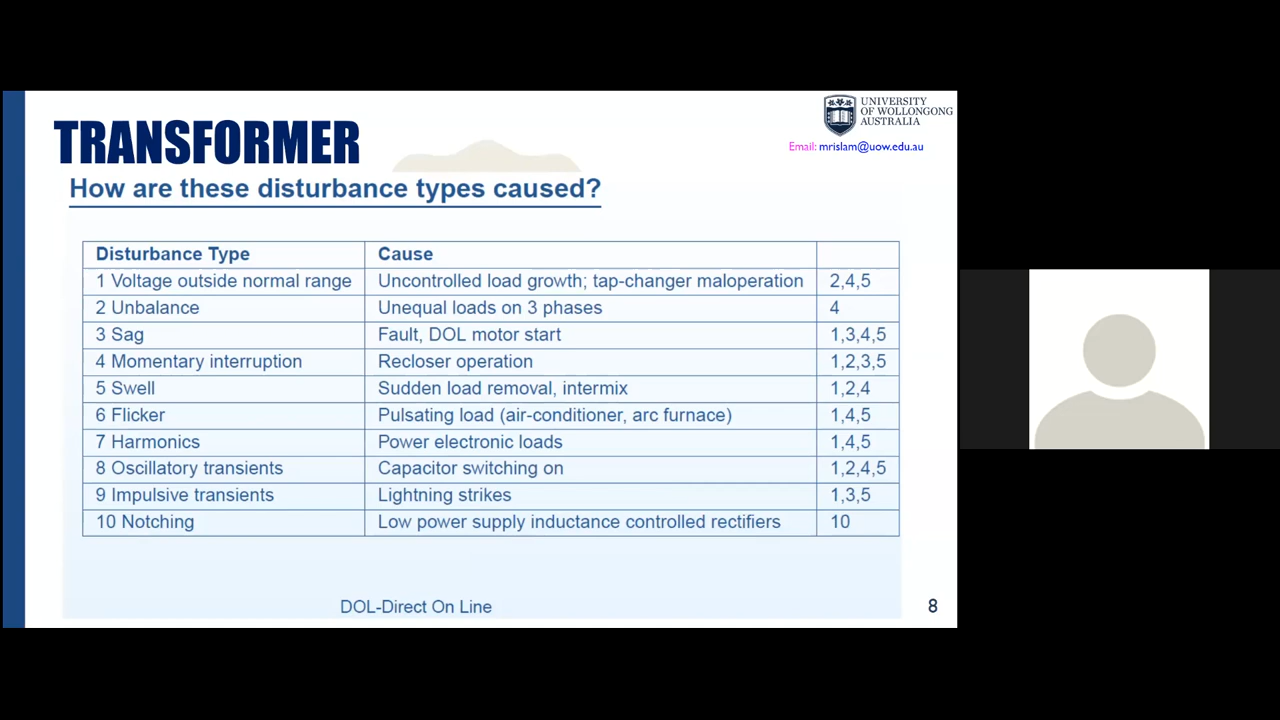 TRANSFORMER
UNIVERSITY
OF WOLLONGONG
AUSTRALIA
Email: mrislam@uow.edu.au
How are these disturbance types caused?
Disturbance Type Cause
1 Voltage outside normal range Uncontrolled load growth; tap-changer maloperation 2,4,5
2 Unbalance Unequal loads on 3 phases 4
3 Sag Fault, DOL motor start 1,3,4,5
4 Momentary interruption Recloser operation 1,2,3,5
5 Swell Sudden load removal, intermix 1,2,4
6 Flicker Pulsating load (air-conditioner, arc furnace) 1,4,5
7 Harmonics Power electronic loads 1,4,5
8 Oscillatory transients Capacitor switching on 1,2,4,5
9 Impulsive transients Lightning strikes 1,3,5
10 Notching Low power supply inductance controlled rectifiers 10
DOL-Direct On Line
8